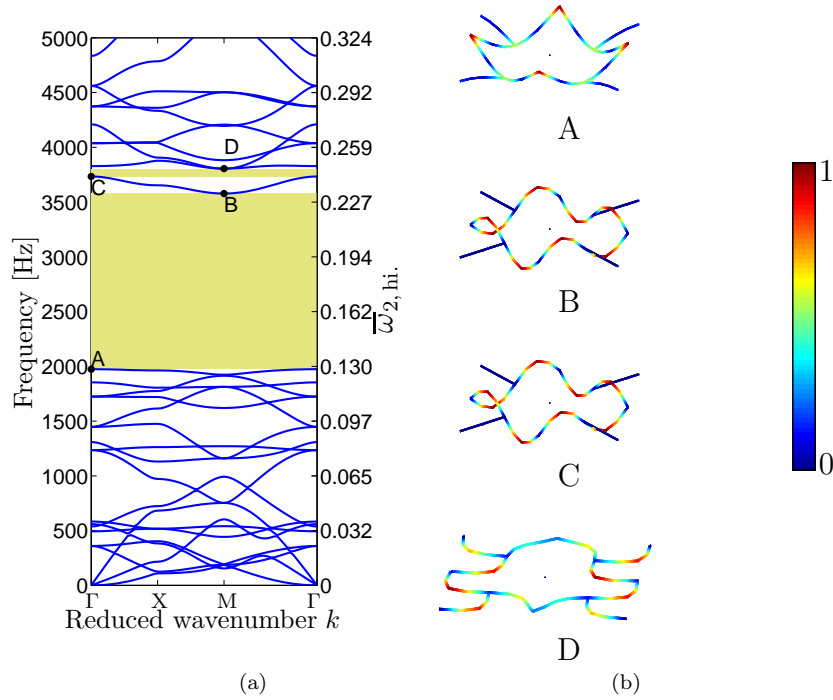 5000
4500
4000
3500
3000
2500
2000
1500
1000
500
0
Frequency [Hz]
0.324
0.292
0.259
0.227
0.194
0.162
0.130
0.097
0.065
0.032
0
ω̅₂, hi.
Γ X M Γ
Reduced wavenumber k
D
C
B
A
(a)
A
B
C
D
(b)
1
0